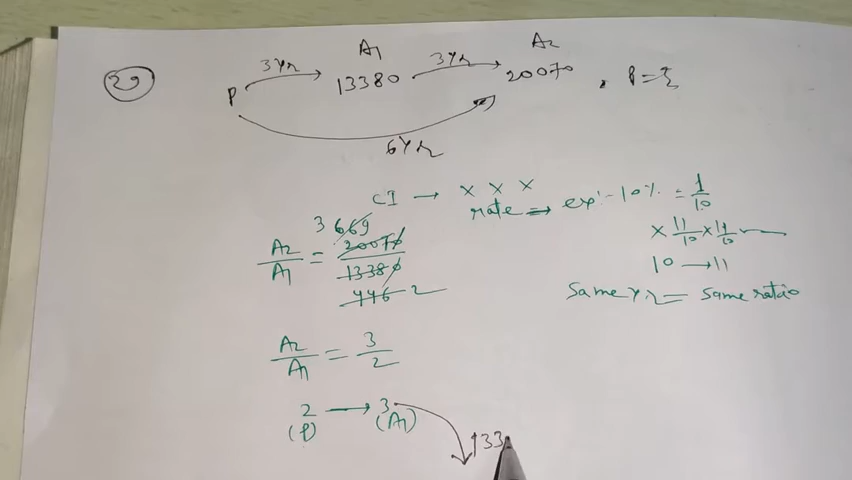 29
3Yr A1 3Yr A2
P 13380 20070 , P=?
6Yr
CI → × × ×
rate ⇒ exp:- 10% = 1/10
× 11/10 × 11/10
10 → 11
Same Yr = Same ratio
3 669
A2/A1 = 20070/13380
446 2
A2/A1 = 3/2
2 → 3
(P) (A1)
133